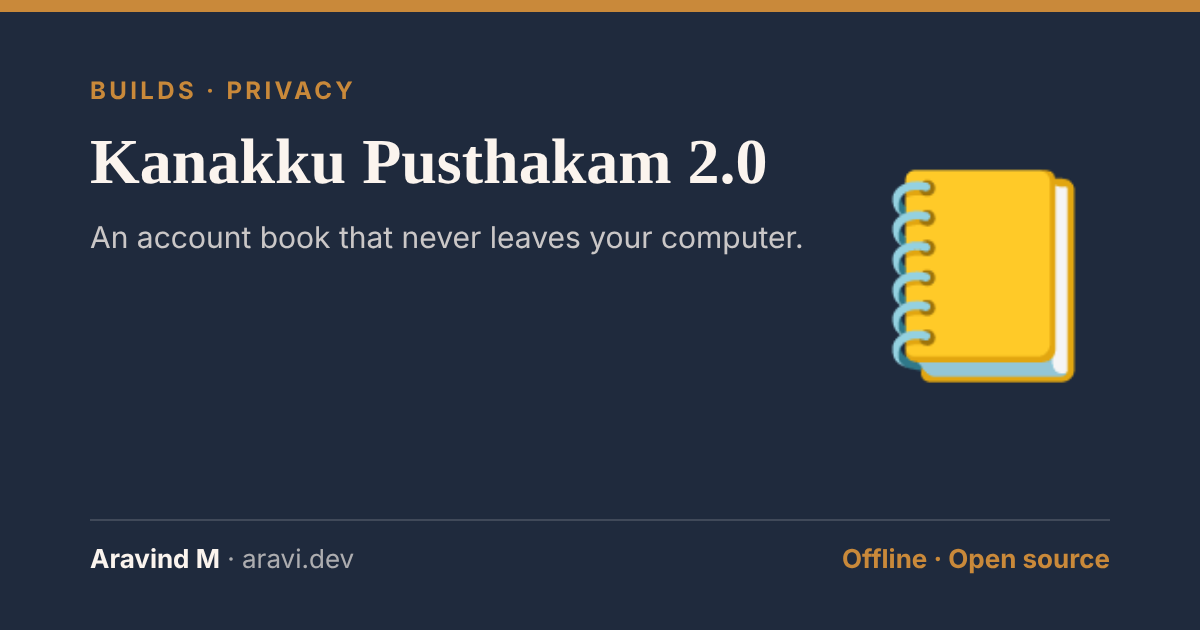 BUILDS · PRIVACY
Kanakku Pusthakam 2.0
An account book that never leaves your computer.
Aravind M · aravi.dev
Offline · Open source